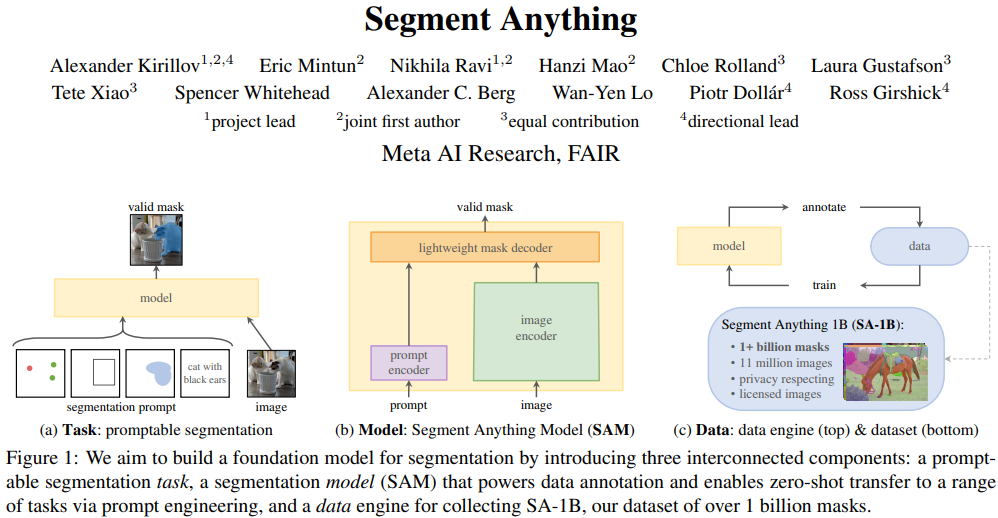 Segment Anything
Alexander Kirillov1,2,4 Eric Mintun2 Nikhila Ravi1,2 Hanzi Mao2 Chloe Rolland3 Laura Gustafson3
Tete Xiao3 Spencer Whitehead Alexander C. Berg Wan-Yen Lo Piotr Dollár4 Ross Girshick4
1project lead 2joint first author 3equal contribution 4directional lead
Meta AI Research, FAIR
valid mask
model
cat with
black ears
segmentation prompt
image
(a) Task: promptable segmentation
valid mask
lightweight mask decoder
image
encoder
prompt
encoder
prompt
image
(b) Model: Segment Anything Model (SAM)
annotate
model
data
train
Segment Anything 1B (SA-1B):
• 1+ billion masks
• 11 million images
• privacy respecting
• licensed images
(c) Data: data engine (top) & dataset (bottom)
Figure 1: We aim to build a foundation model for segmentation by introducing three interconnected components: a prompt-
able segmentation task, a segmentation model (SAM) that powers data annotation and enables zero-shot transfer to a range
of tasks via prompt engineering, and a data engine for collecting SA-1B, our dataset of over 1 billion masks.